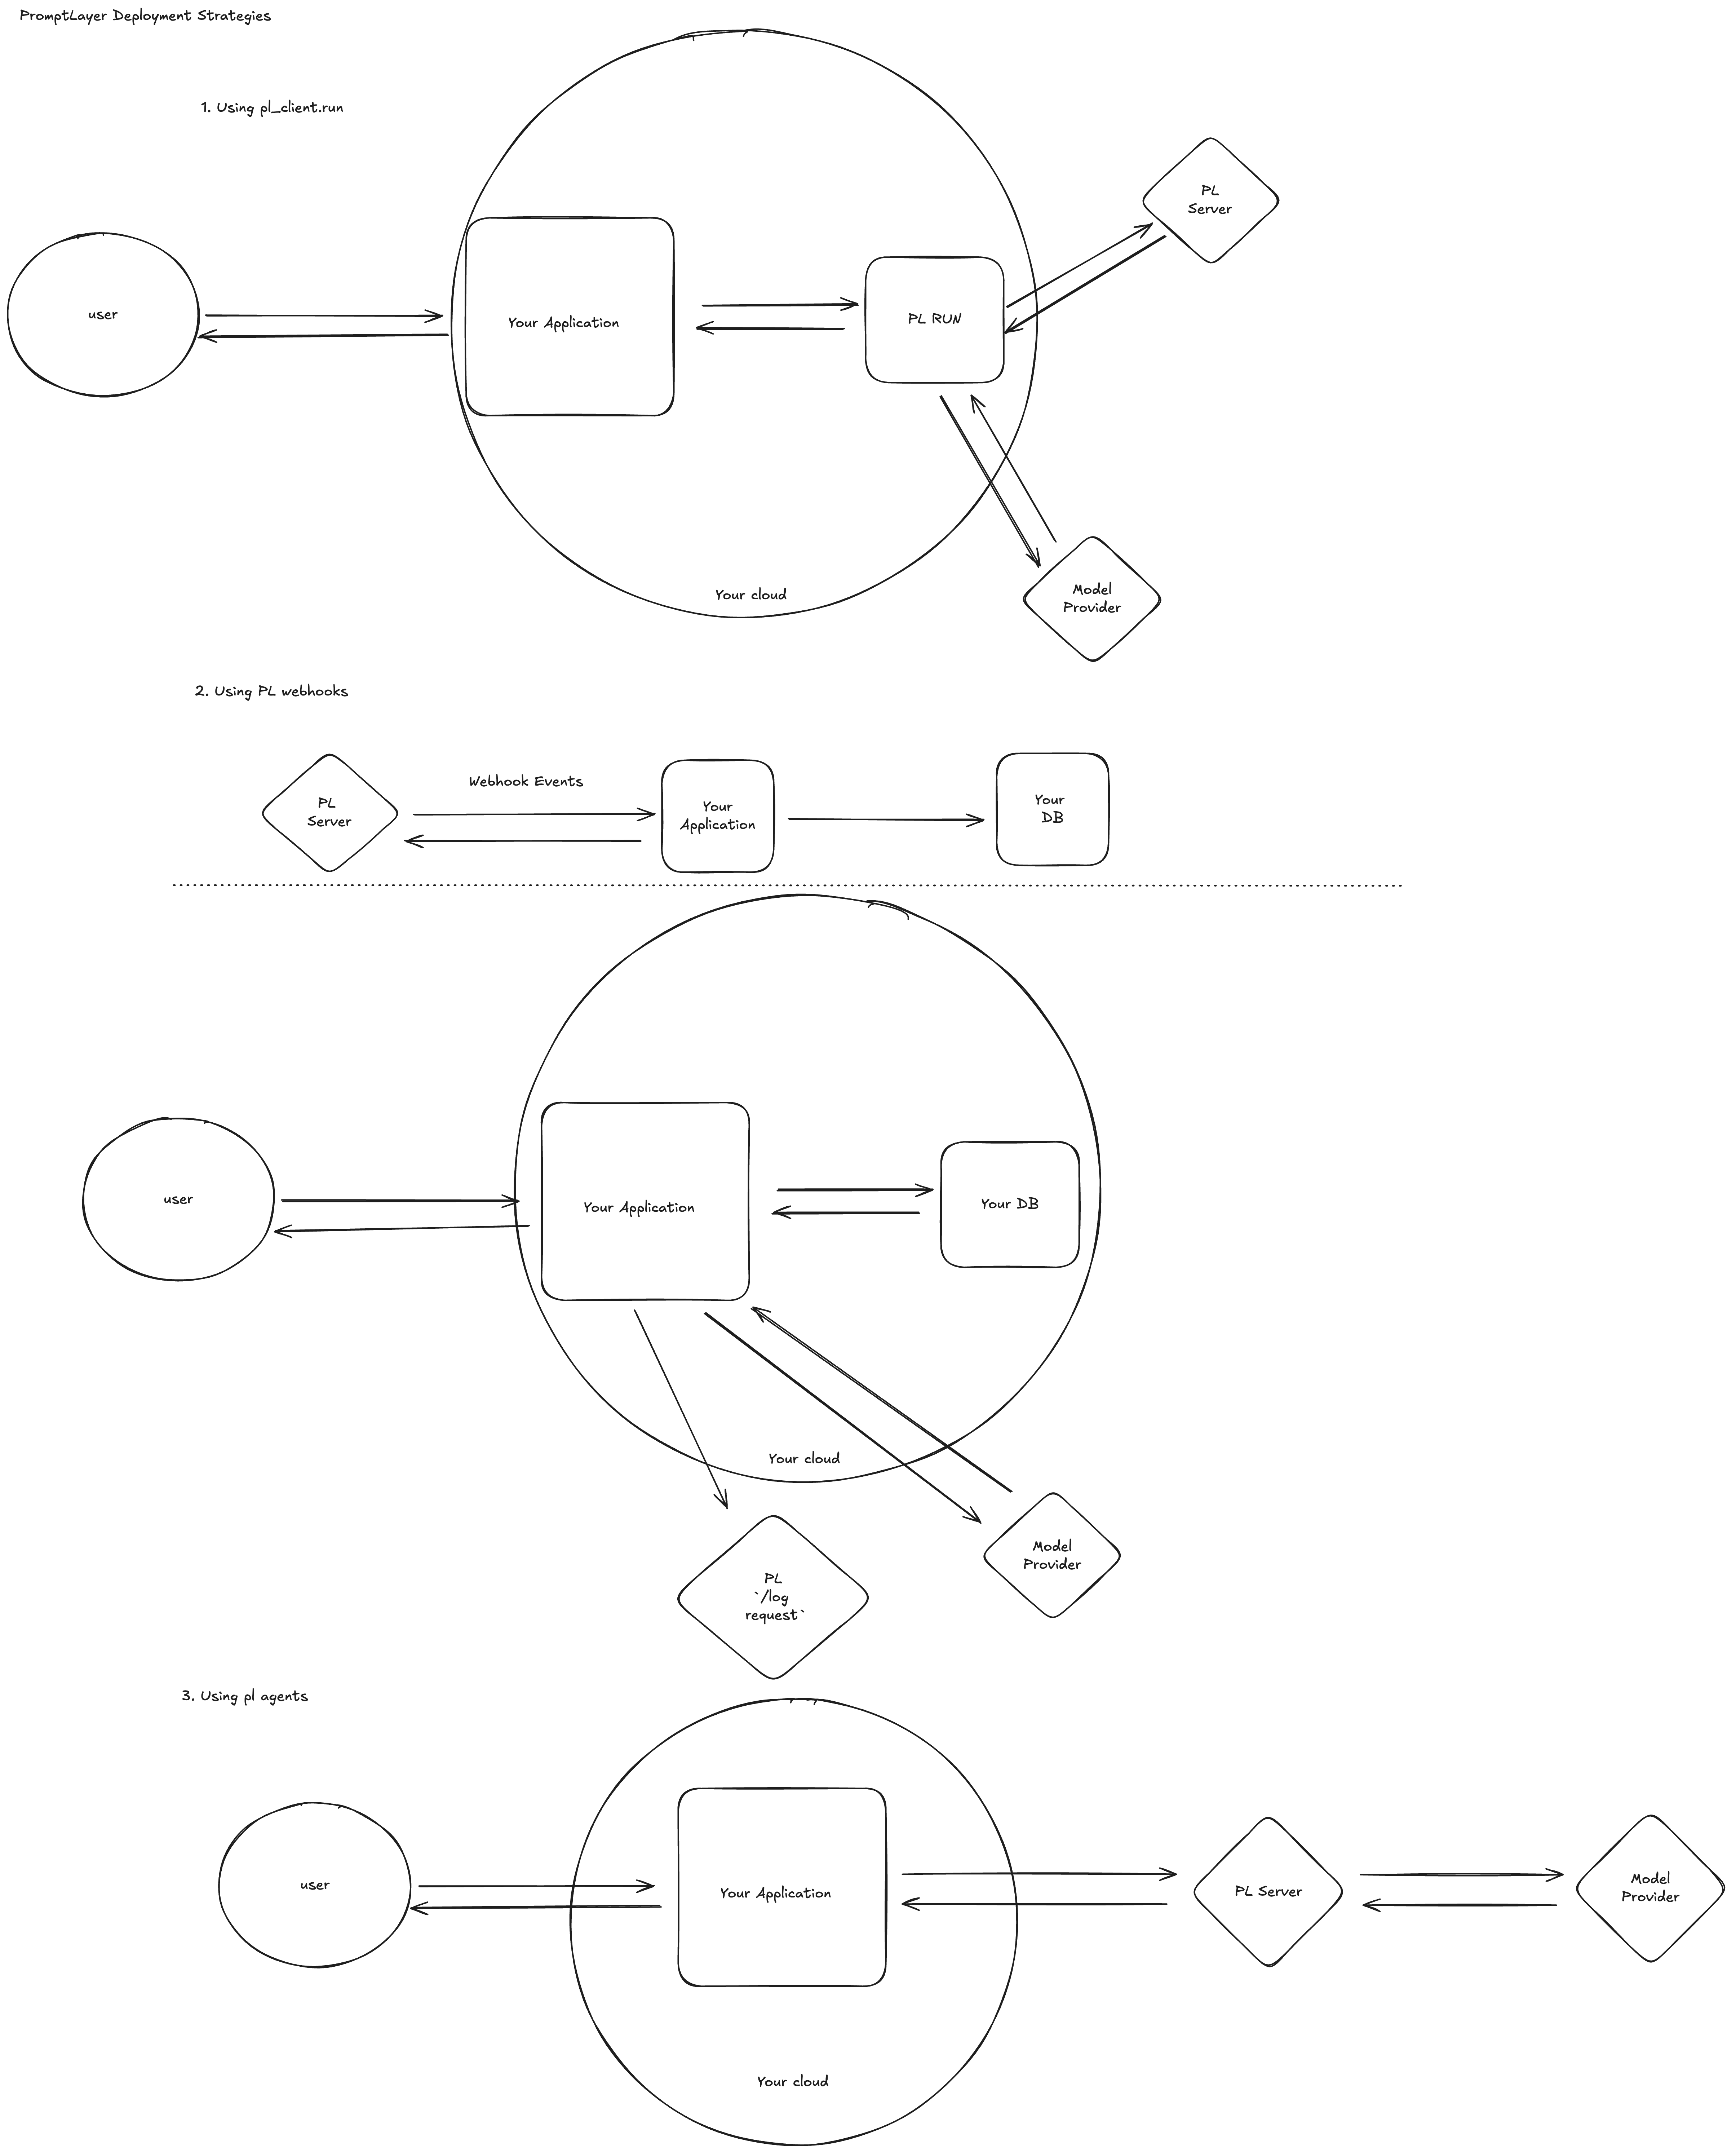 PromptLayer Deployment Strategies
1. Using pl_client.run
PL
Server
user
Your Application
PL RUN
Model
Provider
Your cloud
2. Using PL webhooks
PL
Server
Webhook Events
Your
Application
Your
DB
user
Your Application
Your DB
Your cloud
Model
Provider
PL
`/log
request`
3. Using pl agents
user
Your Application
PL Server
Model
Provider
Your cloud